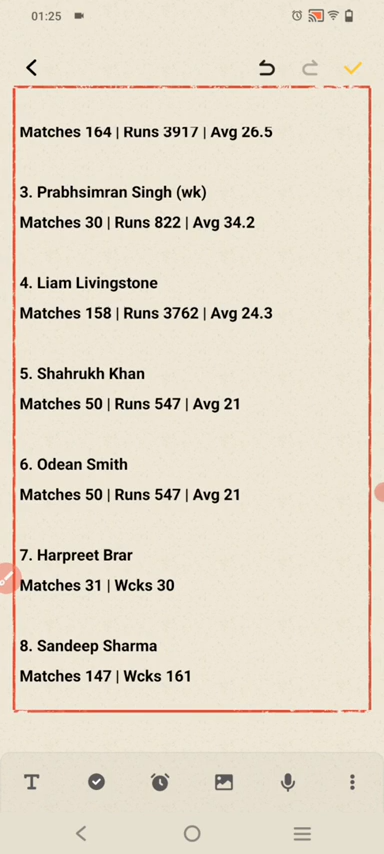 01:25
Matches 164 | Runs 3917 | Avg 26.5
3. Prabhsimran Singh (wk)
Matches 30 | Runs 822 | Avg 34.2
4. Liam Livingstone
Matches 158 | Runs 3762 | Avg 24.3
5. Shahrukh Khan
Matches 50 | Runs 547 | Avg 21
6. Odean Smith
Matches 50 | Runs 547 | Avg 21
7. Harpreet Brar
Matches 31 | Wcks 30
8. Sandeep Sharma
Matches 147 | Wcks 161
T